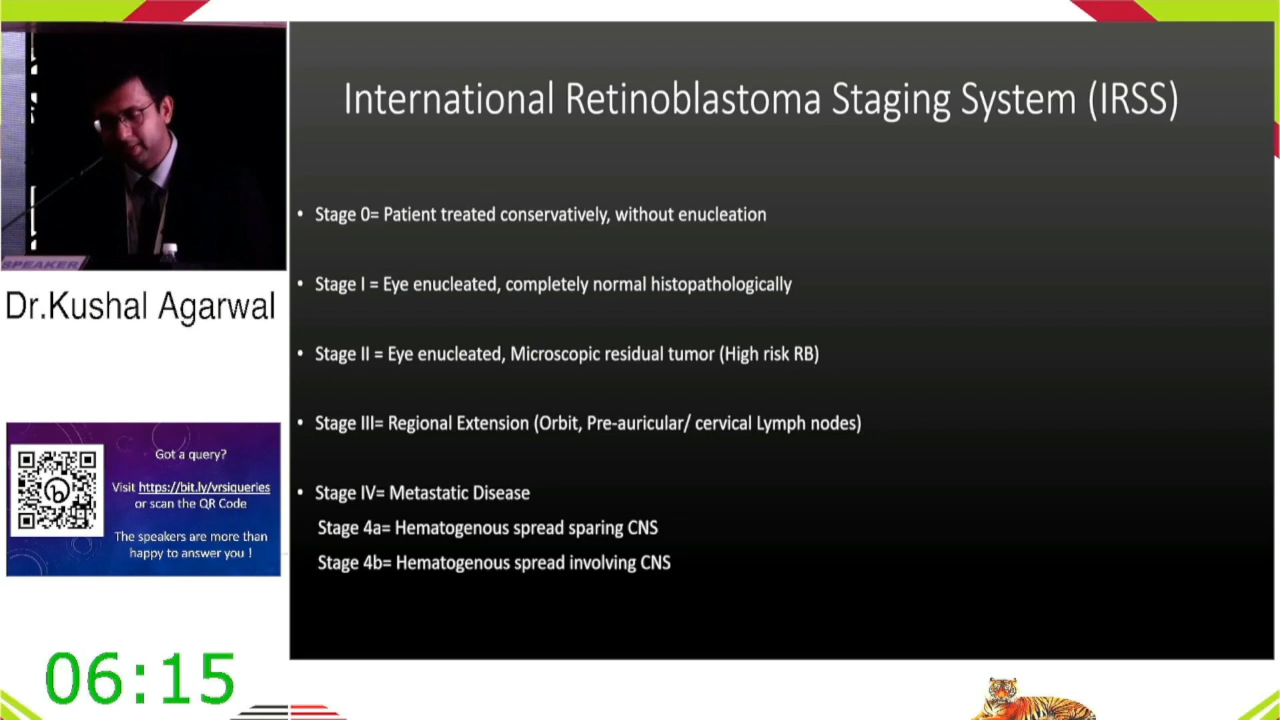 International Retinoblastoma Staging System (IRSS)
• Stage 0= Patient treated conservatively, without enucleation
• Stage I = Eye enucleated, completely normal histopathologically
• Stage II = Eye enucleated, Microscopic residual tumor (High risk RB)
• Stage III= Regional Extension (Orbit, Pre-auricular/ cervical Lymph nodes)
• Stage IV= Metastatic Disease
Stage 4a= Hematogenous spread sparing CNS
Stage 4b= Hematogenous spread involving CNS
SPEAKER
Dr.Kushal Agarwal
Got a query?
Visit https://bit.ly/vrsiqueries
or scan the QR Code
The speakers are more than
happy to answer you !
06:15